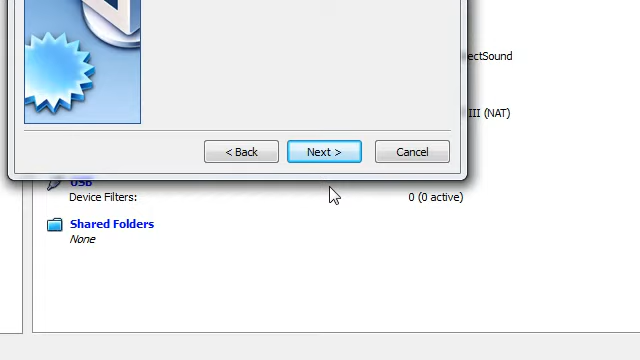 ectSound
III (NAT)
< Back Next > Cancel
USB
Device Filters: 0 (0 active)
Shared Folders
None